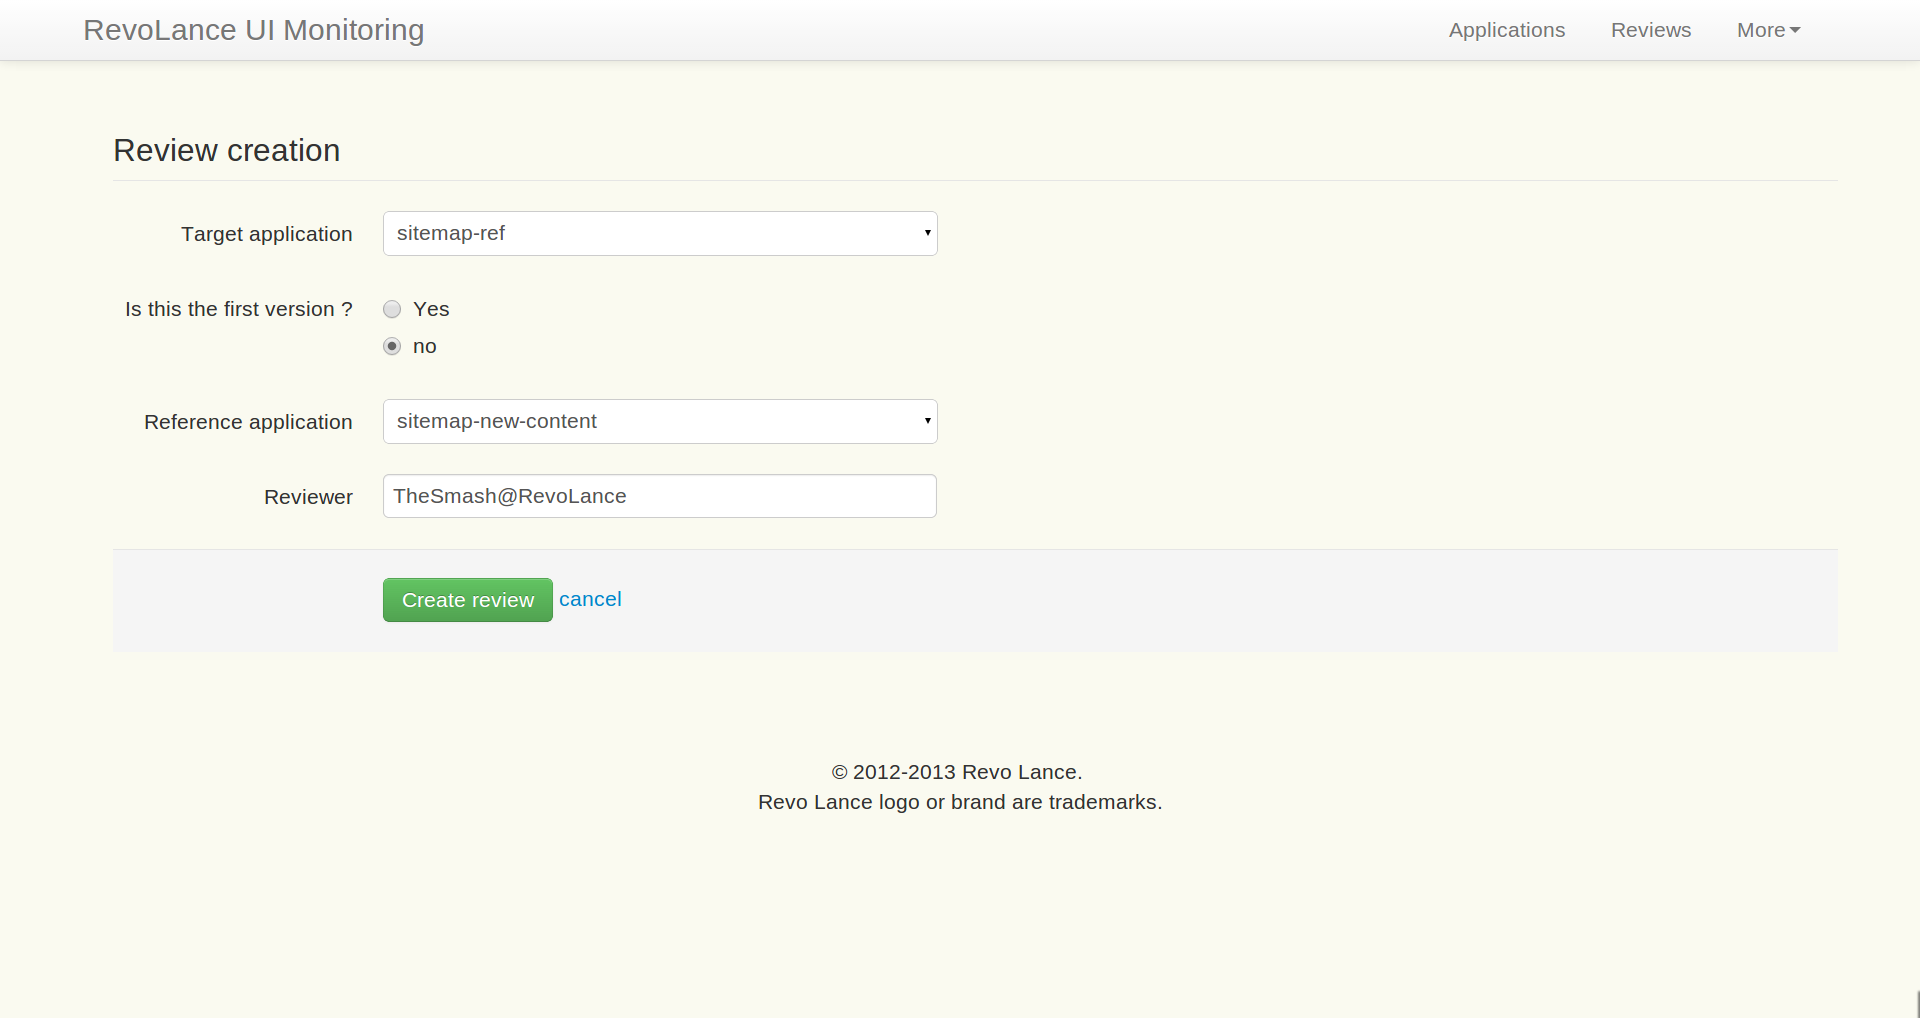 RevoLance UI Monitoring Applications Reviews More
Review creation
Target application sitemap-ref
Is this the first version ? Yes
no
Reference application sitemap-new-content
Reviewer TheSmash@RevoLance
Create review cancel
© 2012-2013 Revo Lance.
Revo Lance logo or brand are trademarks.